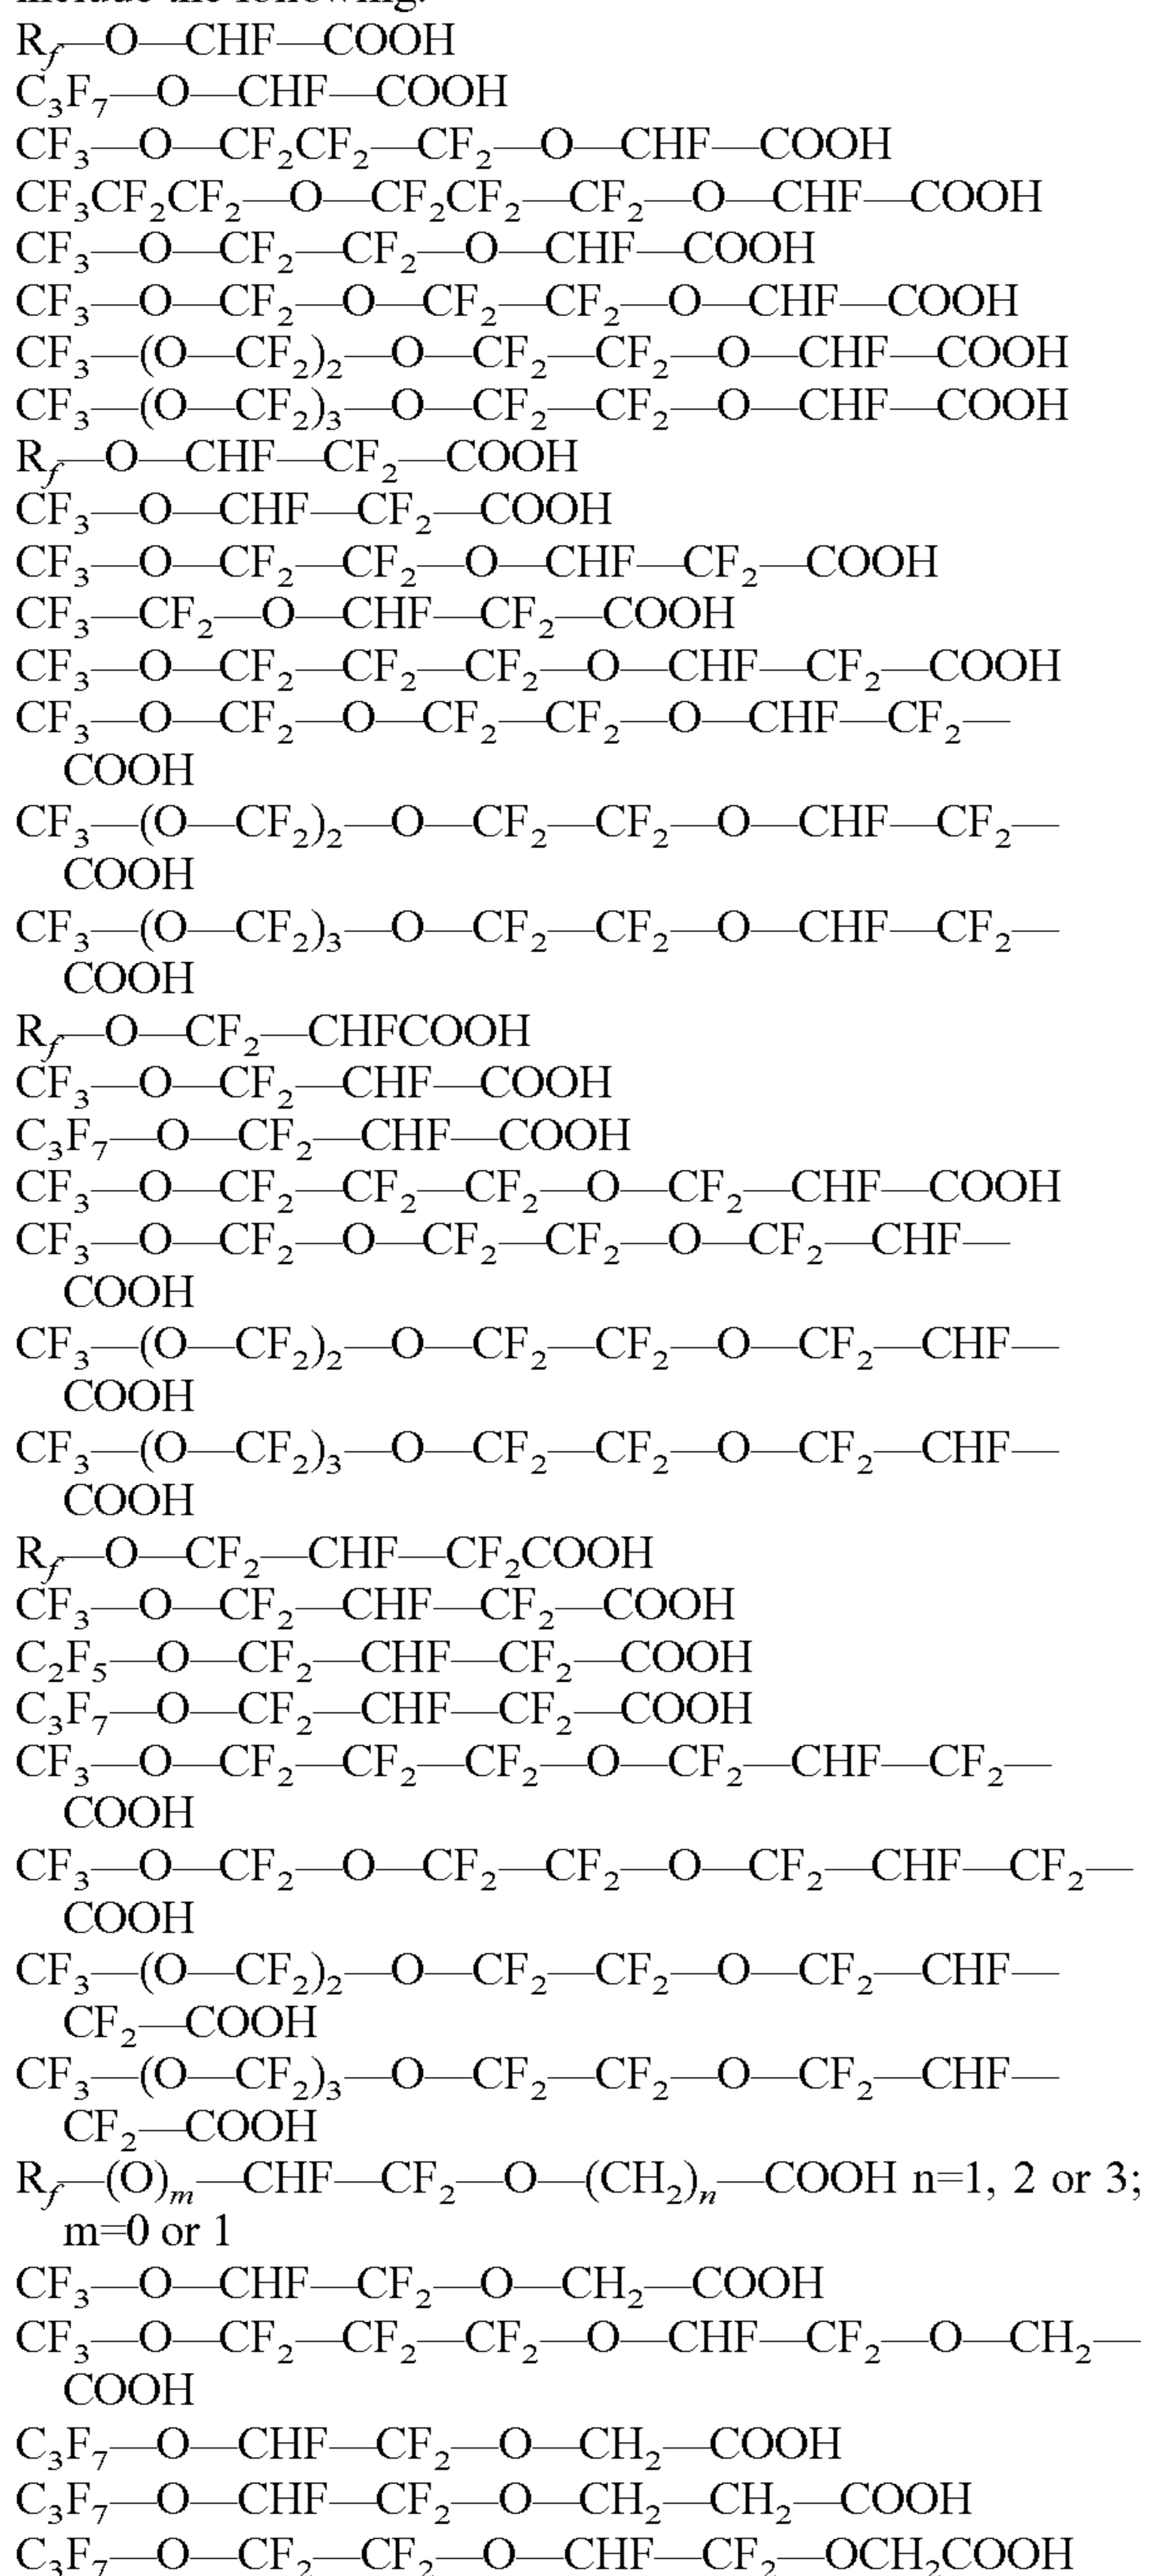 include the following:
R_f—O—CHF—COOH
C₃F₇—O—CHF—COOH
CF₃—O—CF₂CF₂—CF₂—O—CHF—COOH
CF₃CF₂CF₂—O—CF₂CF₂—CF₂—O—CHF—COOH
CF₃—O—CF₂—CF₂—O—CHF—COOH
CF₃—O—CF₂—O—CF₂—CF₂—O—CHF—COOH
CF₃—(O—CF₂)₂—O—CF₂—CF₂—O—CHF—COOH
CF₃—(O—CF₂)₃—O—CF₂—CF₂—O—CHF—COOH
R_f—O—CHF—CF₂—COOH
CF₃—O—CHF—CF₂—COOH
CF₃—O—CF₂—CF₂—O—CHF—CF₂—COOH
CF₃—CF₂—O—CHF—CF₂—COOH
CF₃—O—CF₂—CF₂—CF₂—O—CHF—CF₂—COOH
CF₃—O—CF₂—O—CF₂—CF₂—O—CHF—CF₂—
COOH
CF₃—(O—CF₂)₂—O—CF₂—CF₂—O—CHF—CF₂—
COOH
CF₃—(O—CF₂)₃—O—CF₂—CF₂—O—CHF—CF₂—
COOH
R_f—O—CF₂—CHFCOOH
CF₃—O—CF₂—CHF—COOH
C₃F₇—O—CF₂—CHF—COOH
CF₃—O—CF₂—CF₂—CF₂—O—CF₂—CHF—COOH
CF₃—O—CF₂—O—CF₂—CF₂—O—CF₂—CHF—
COOH
CF₃—(O—CF₂)₂—O—CF₂—CF₂—O—CF₂—CHF—
COOH
CF₃—(O—CF₂)₃—O—CF₂—CF₂—O—CF₂—CHF—
COOH
R_f—O—CF₂—CHF—CF₂COOH
CF₃—O—CF₂—CHF—CF₂—COOH
C₂F₅—O—CF₂—CHF—CF₂—COOH
C₃F₇—O—CF₂—CHF—CF₂—COOH
CF₃—O—CF₂—CF₂—CF₂—O—CF₂—CHF—CF₂—
COOH
CF₃—O—CF₂—O—CF₂—CF₂—O—CF₂—CHF—CF₂—
COOH
CF₃—(O—CF₂)₂—O—CF₂—CF₂—O—CF₂—CHF—
CF₂—COOH
CF₃—(O—CF₂)₃—O—CF₂—CF₂—O—CF₂—CHF—
CF₂—COOH
R_f—(O)ₘ—CHF—CF₂—O—(CH₂)ₙ—COOH n=1, 2 or 3;
m=0 or 1
CF₃—O—CHF—CF₂—O—CH₂—COOH
CF₃—O—CF₂—CF₂—CF₂—O—CHF—CF₂—O—CH₂—
COOH
C₃F₇—O—CHF—CF₂—O—CH₂—COOH
C₃F₇—O—CHF—CF₂—O—CH₂—CH₂—COOH
C₃F₇—O—CF₂—CF₂—O—CHF—CF₂—OCH₂COOH